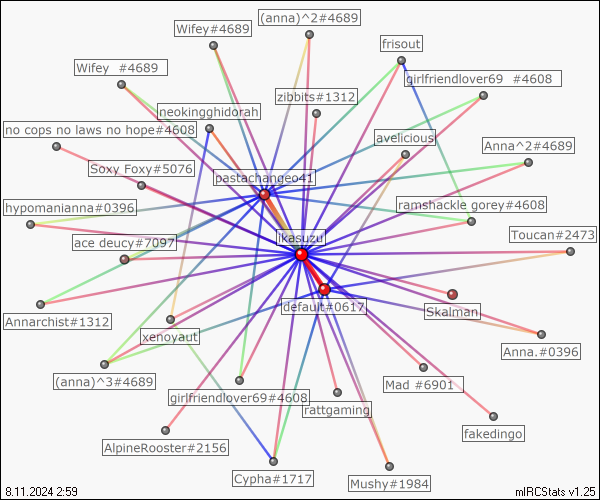 (anna)^2#4689
Wifey#4689
frisout
Wifey  #4689
girlfriendlover69  #4608
zibbits#1312
neokingghidorah
no cops no laws no hope#4608
avelicious
Anna^2#4689
Soxy Foxy#5076
pastachangeo41
hypomanianna#0396
ramshackle gorey#4608
ikasuzu
Toucan#2473
ace deucy#7097
default#0617
Skalman
Annarchist#1312
xenoyaut
Anna.#0396
(anna)^3#4689
Mad #6901
girlfriendlover69#4608
rattgaming
fakedingo
AlpineRooster#2156
Cypha#1717
Mushy#1984
8.11.2024 2:59
mIRCStats v1.25